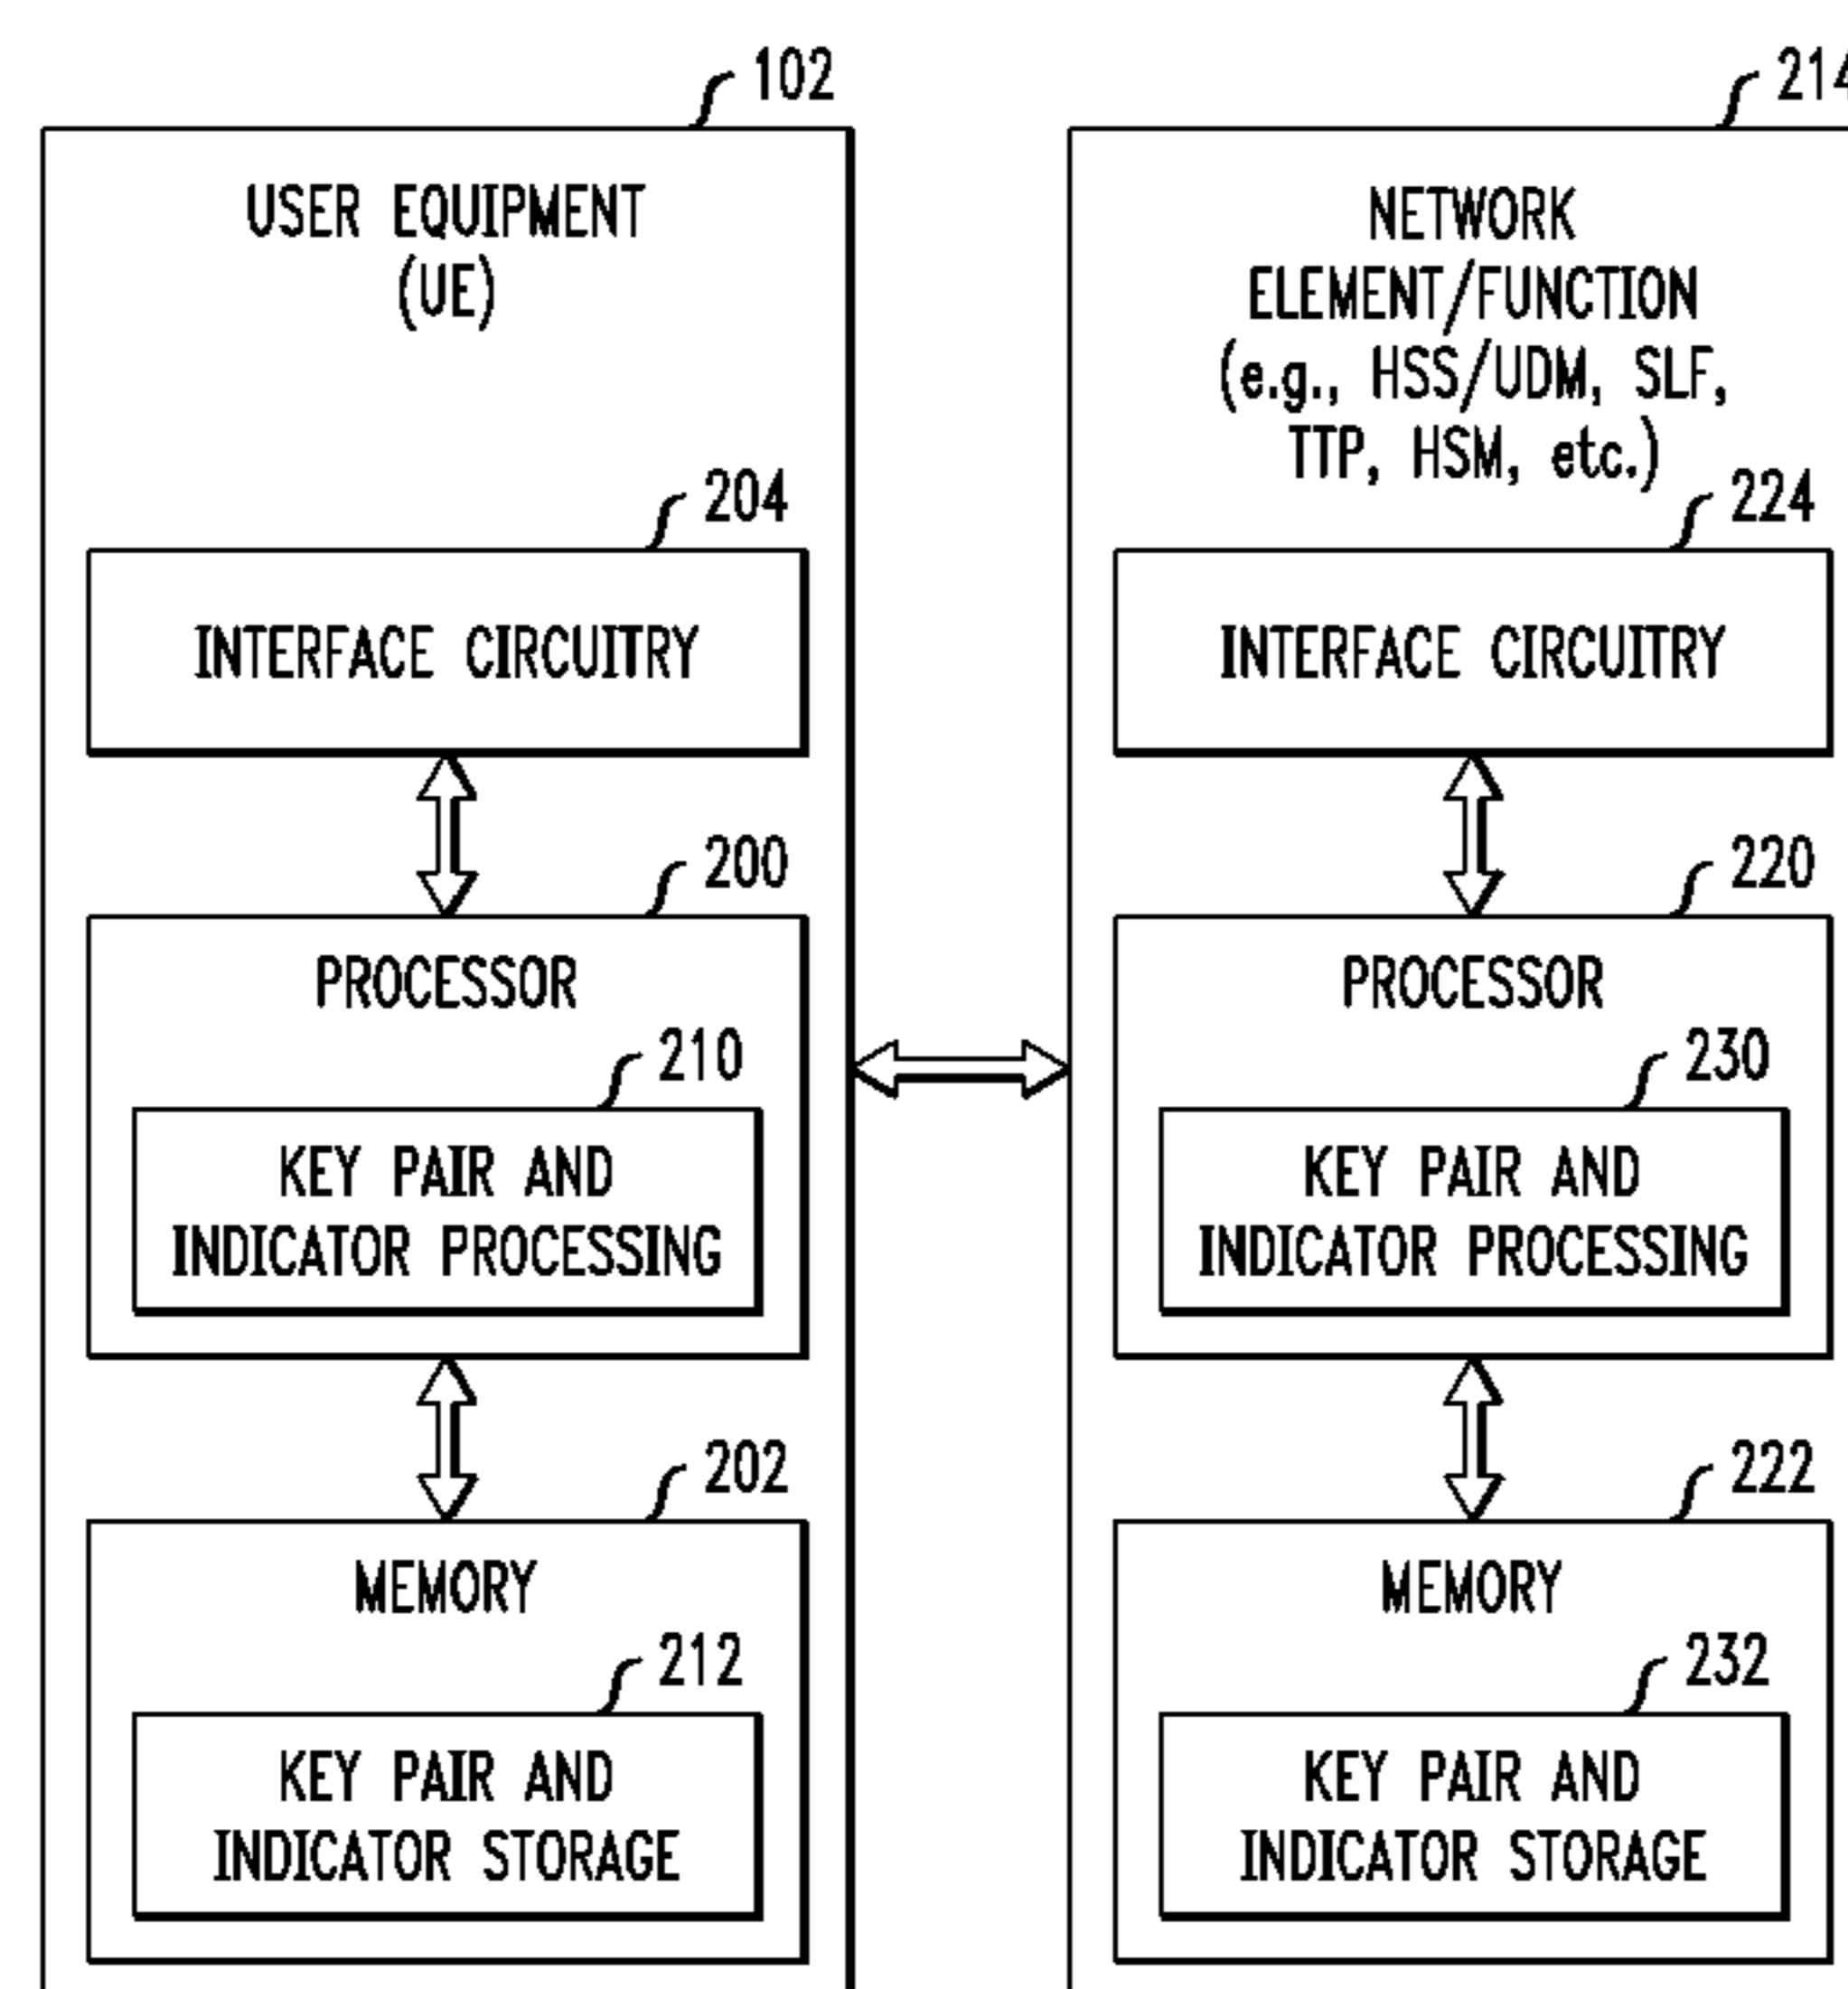 102
USER EQUIPMENT
(UE)
204
INTERFACE CIRCUITRY
200
PROCESSOR
210
KEY PAIR AND
INDICATOR PROCESSING
202
MEMORY
212
KEY PAIR AND
INDICATOR STORAGE
214
NETWORK
ELEMENT/FUNCTION
(e.g., HSS/UDM, SLF,
TTP, HSM, etc.)
224
INTERFACE CIRCUITRY
220
PROCESSOR
230
KEY PAIR AND
INDICATOR PROCESSING
222
MEMORY
232
KEY PAIR AND
INDICATOR STORAGE